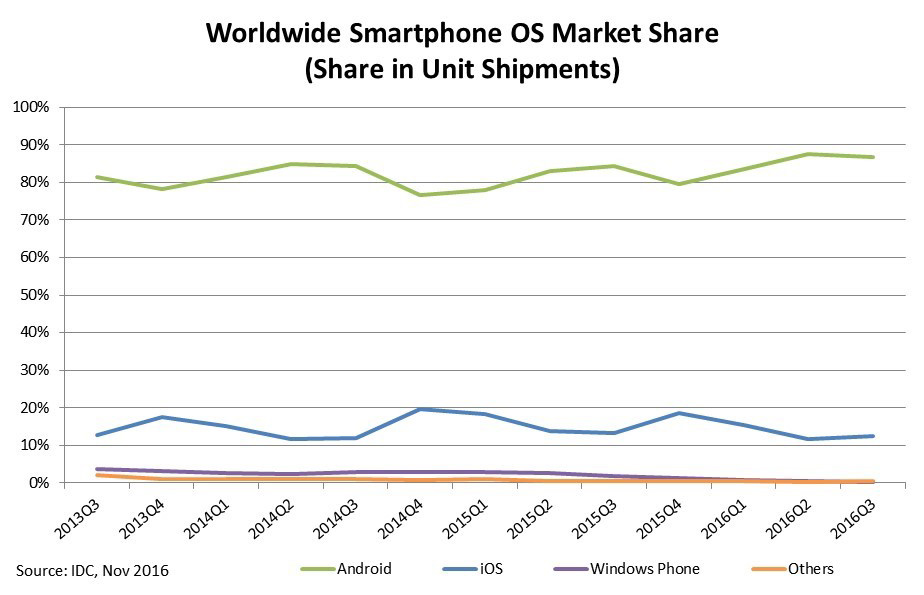 Worldwide Smartphone OS Market Share
(Share in Unit Shipments)
100%
90%
80%
70%
60%
50%
40%
30%
20%
10%
0%
2013Q3
2013Q4
2014Q1
2014Q2
2014Q3
2014Q4
2015Q1
2015Q2
2015Q3
2015Q4
2016Q1
2016Q2
2016Q3
Source: IDC, Nov 2016
Android
iOS
Windows Phone
Others